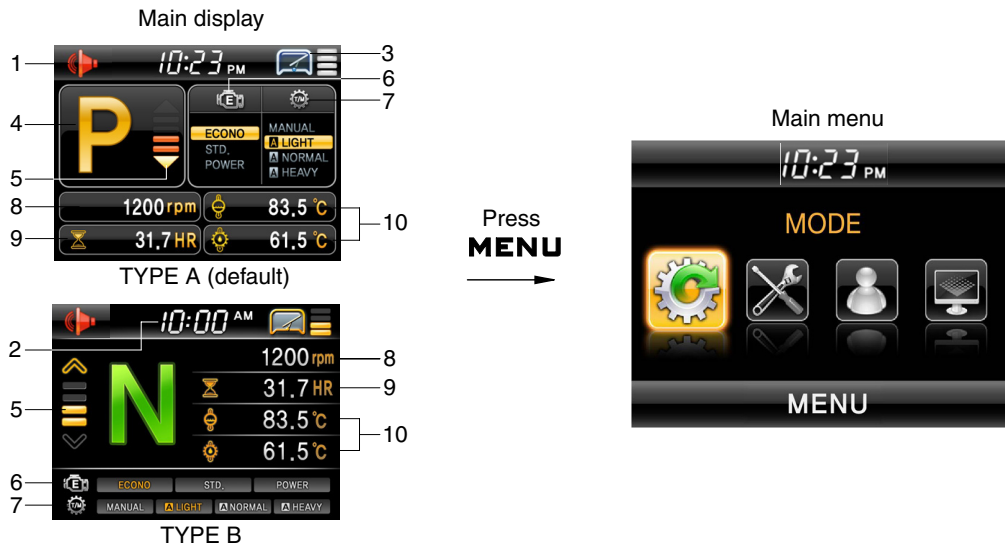 Main display
1
10:23 PM
3
6
7
4
P
E
T/M
ECONO
STD.
POWER
MANUAL
A LIGHT
A NORMAL
A HEAVY
5
8
1200 rpm
83.5 °C
9
31.7 HR
61.5 °C
10
TYPE A (default)
10:00 AM
2
N
1200 rpm
8
5
31.7 HR
9
83.5 °C
61.5 °C
10
6
E
ECONO STD. POWER
7
T/M
MANUAL A LIGHT A NORMAL A HEAVY
TYPE B
Press
MENU
Main menu
10:23 PM
MODE
MENU